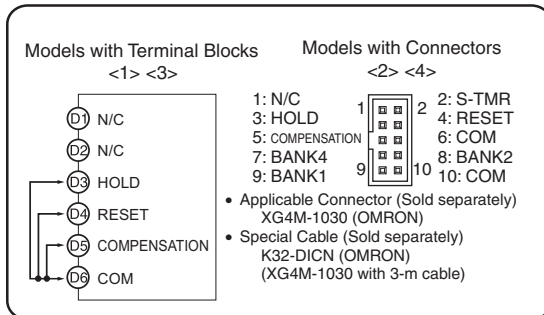 Models with Terminal Blocks
<1> <3>
D1 N/C
D2 N/C
D3 HOLD
D4 RESET
D5 COMPENSATION
D6 COM
Models with Connectors
<2> <4>
1: N/C
3: HOLD
5: COMPENSATION
7: BANK4
9: BANK1
1 2
9 10
2: S-TMR
4: RESET
6: COM
8: BANK2
10: COM
• Applicable Connector (Sold separately)
XG4M-1030 (OMRON)
• Special Cable (Sold separately)
K32-DICN (OMRON)
(XG4M-1030 with 3-m cable)